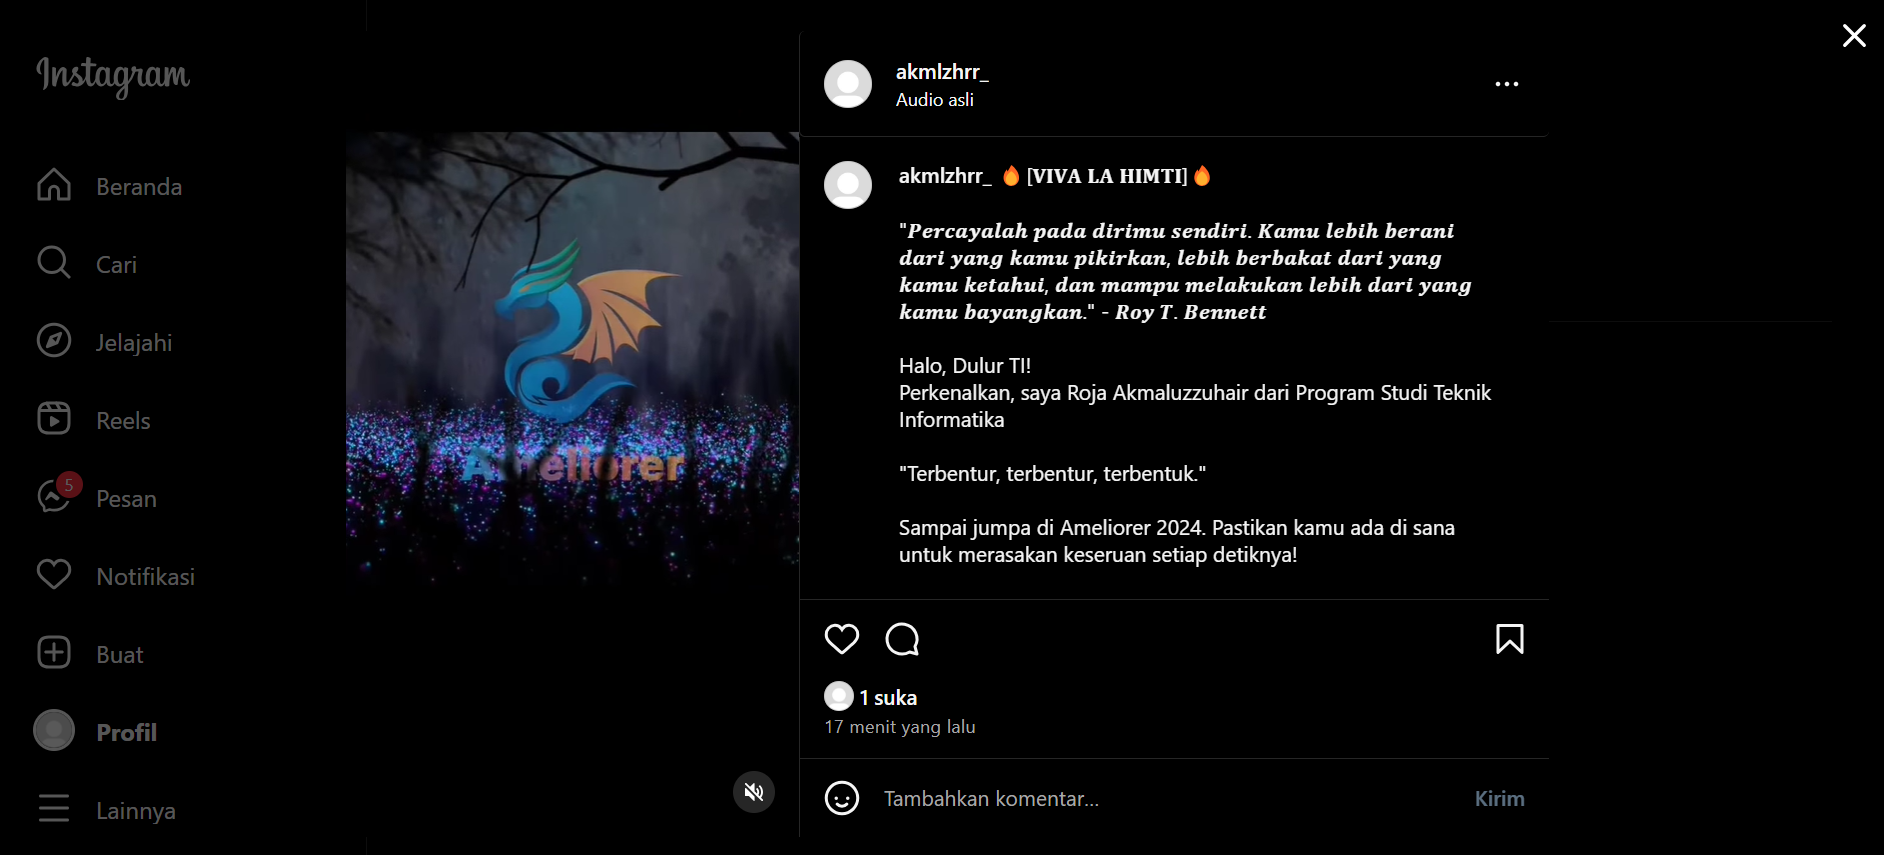 Instagram
Beranda
Cari
Jelajahi
Reels
5
Pesan
Notifikasi
Buat
Profil
Lainnya
Ameliorer
akmlzhrr_
Audio asli
akmlzhrr_ 🔥 [VIVA LA HIMTI]🔥
"Percayalah pada dirimu sendiri. Kamu lebih berani
dari yang kamu pikirkan, lebih berbakat dari yang
kamu ketahui, dan mampu melakukan lebih dari yang
kamu bayangkan." - Roy T. Bennett
Halo, Dulur TI!
Perkenalkan, saya Roja Akmaluzzuhair dari Program Studi Teknik
Informatika
"Terbentur, terbentur, terbentuk."
Sampai jumpa di Ameliorer 2024. Pastikan kamu ada di sana
untuk merasakan keseruan setiap detiknya!
1 suka
17 menit yang lalu
Tambahkan komentar...
Kirim